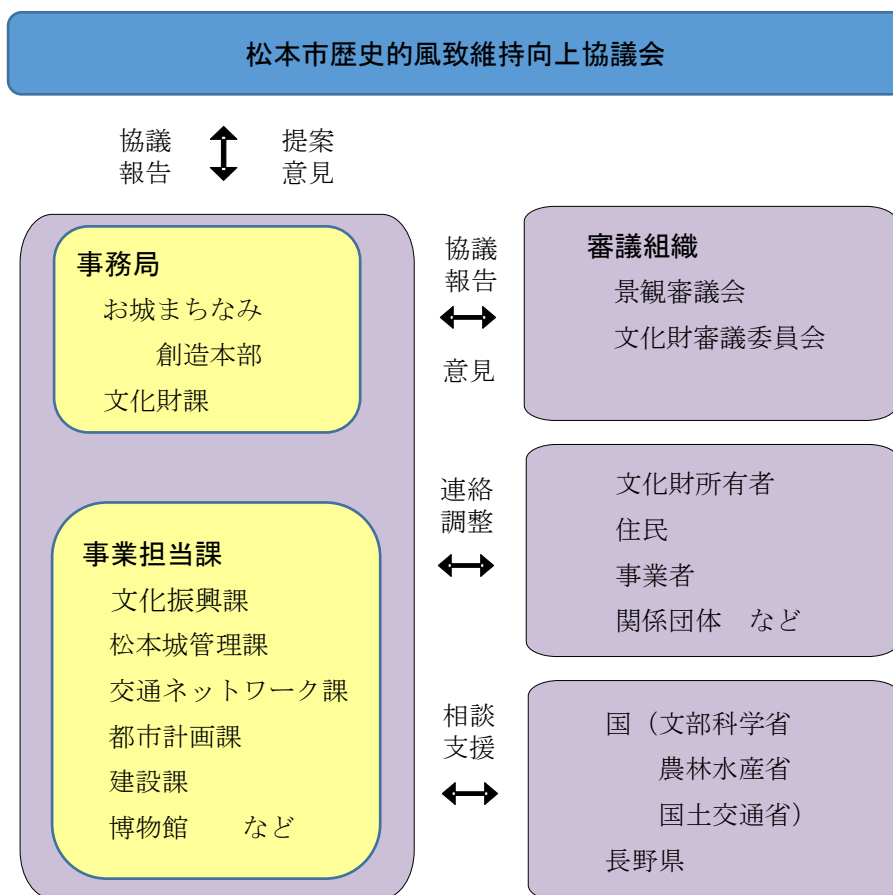 松本市歴史的風致維持向上協議会
協議
報告
提案
意見
事務局
お城まちなみ
創造本部
文化財課
事業担当課
文化振興課
松本城管理課
交通ネットワーク課
都市計画課
建設課
博物館　　など
協議
報告
意見
審議組織
景観審議会
文化財審議委員会
連絡
調整
文化財所有者
住民
事業者
関係団体　など
相談
支援
国（文部科学省
農林水産省
国土交通省）
長野県